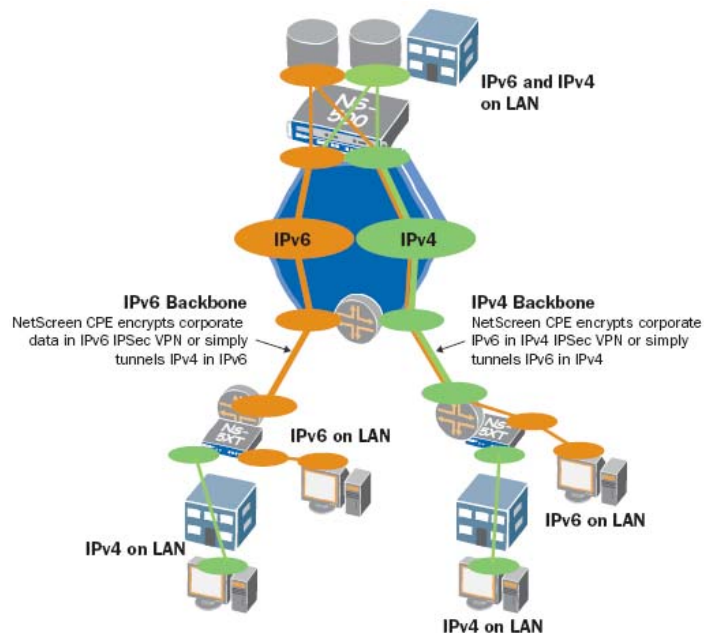 IPv6 and IPv4
on LAN
NS-
500
IPv6
IPv4
IPv6 Backbone
NetScreen CPE encrypts corporate
data in IPv6 IPSec VPN or simply
tunnels IPv4 in IPv6
IPv4 Backbone
NetScreen CPE encrypts corporate
IPv6 in IPv4 IPSec VPN or simply
tunnels IPv6 in IPv4
NS-
5XT
IPv6 on LAN
IPv4 on LAN
NS-
5XT
IPv6 on LAN
IPv4 on LAN